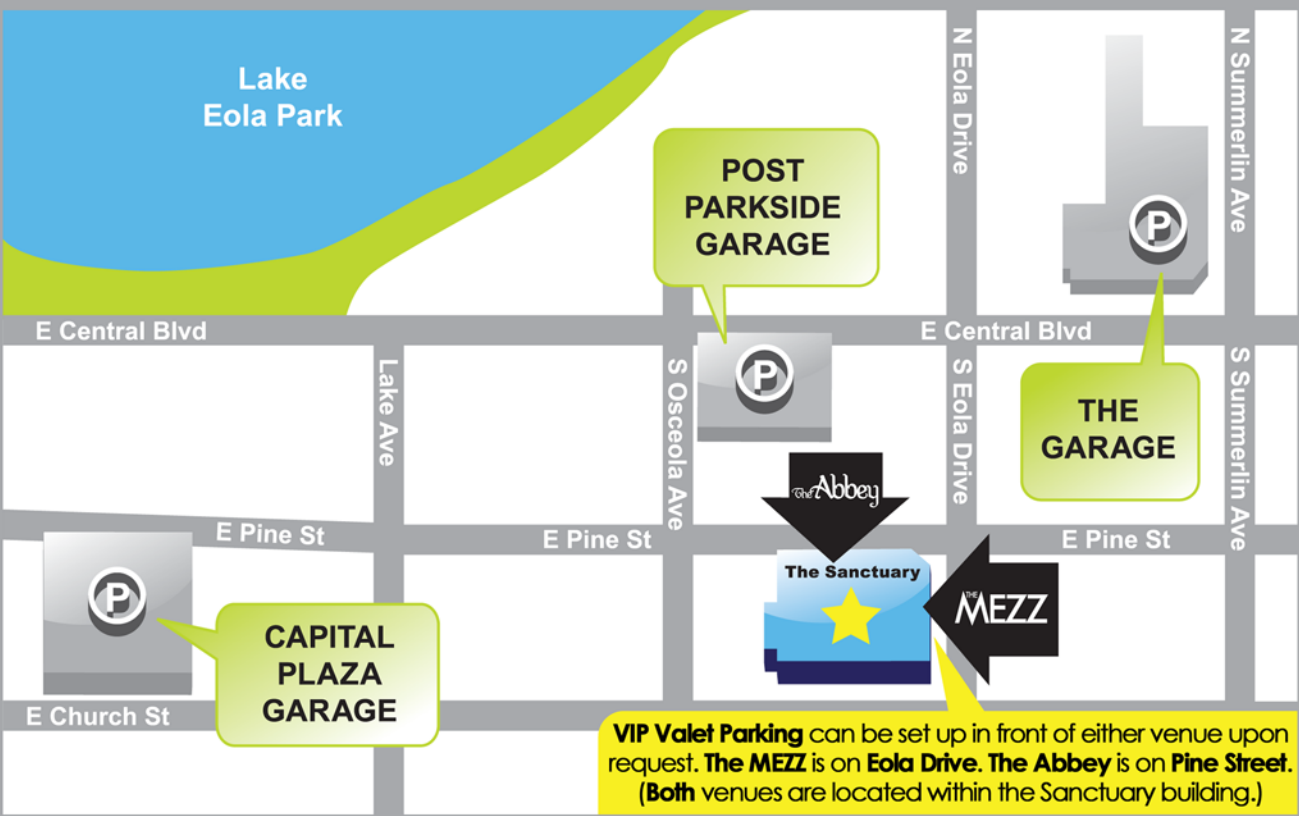 Lake
Eola Park
N Eola Drive
N Summerlin Ave
POST
PARKSIDE
GARAGE
P
P
E Central Blvd
E Central Blvd
Lake Ave
S Osceola Ave
S Eola Drive
S Summerlin Ave
THE
GARAGE
The Abbey
E Pine St
E Pine St
E Pine St
P
The Sanctuary
THE MEZZ
CAPITAL
PLAZA
GARAGE
E Church St
VIP Valet Parking can be set up in front of either venue upon
request. The MEZZ is on Eola Drive. The Abbey is on Pine Street.
(Both venues are located within the Sanctuary building.)